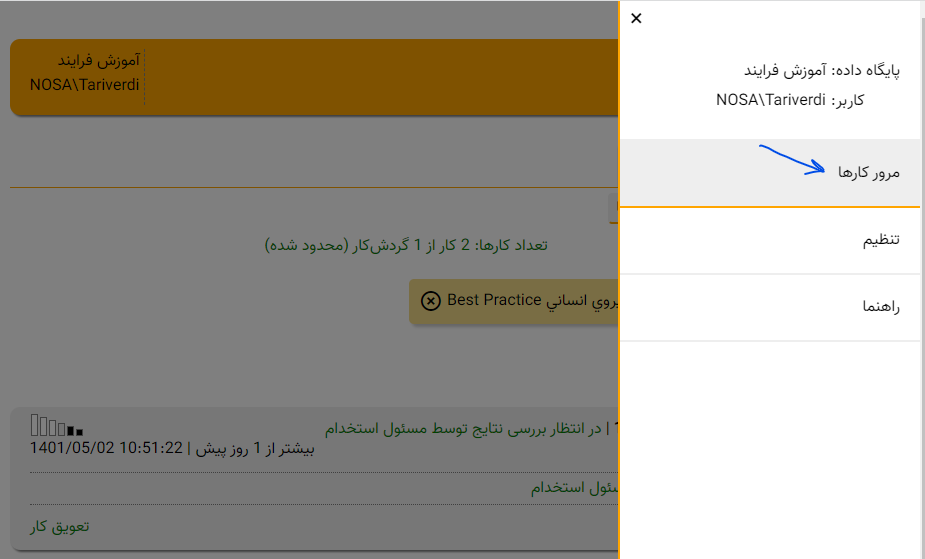 ×
پایگاه داده: آموزش فرایند
کاربر: NOSA\Tariverdi
مرور کارها
تنظیم
راهنما
آموزش فرایند
NOSA\Tariverdi
تعداد کارها: 2 کار از 1 گردش‌کار (محدود شده)
انساني Best Practice
| در انتظار بررسی نتایج توسط مسئول استخدام
بیشتر از 1 روز پیش | 1401/05/02 10:51:22
استخدام
تعویق کار